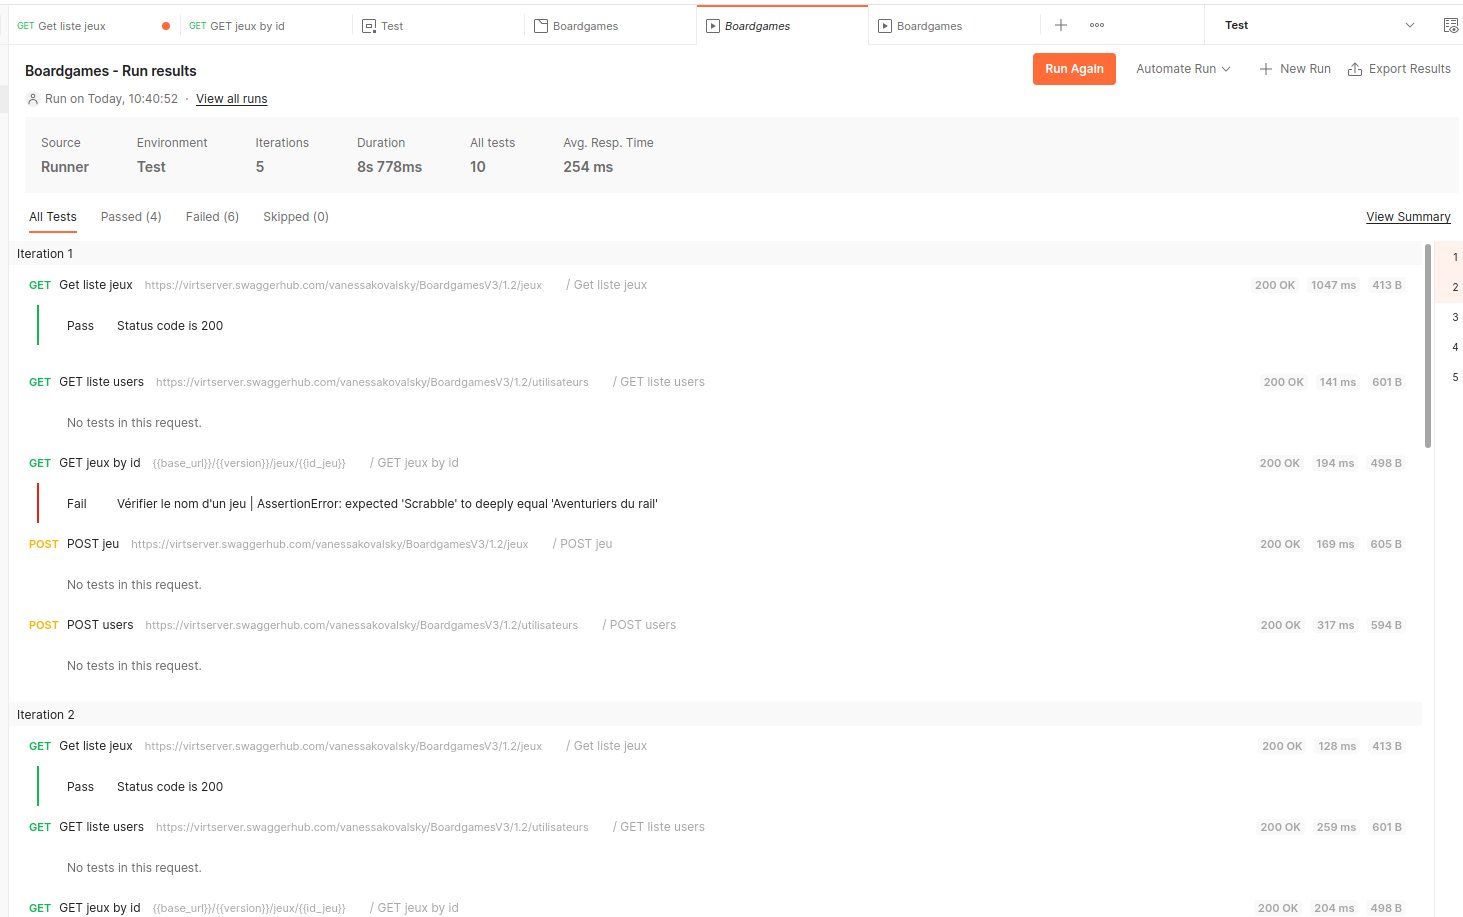 GET Get liste jeux GET GET jeux by id Test Boardgames Boardgames Boardgames Test
Boardgames - Run results Run Again Automate Run New Run Export Results
Run on Today, 10:40:52 · View all runs
Source Environment Iterations Duration All tests Avg. Resp. Time
Runner Test 5 8s 778ms 10 254 ms
All Tests Passed (4) Failed (6) Skipped (0) View Summary
Iteration 1 1
GET Get liste jeux https://virtserver.swaggerhub.com/vanessakovalsky/BoardgamesV3/1.2/jeux / Get liste jeux 200 OK 1047 ms 413 B 2
Pass Status code is 200 3
4
GET GET liste users https://virtserver.swaggerhub.com/vanessakovalsky/BoardgamesV3/1.2/utilisateurs / GET liste users 200 OK 141 ms 601 B 5
No tests in this request.
GET GET jeux by id {{base_url}}/{{version}}/jeux/{{id_jeu}} / GET jeux by id 200 OK 194 ms 498 B
Fail Vérifier le nom d'un jeu | AssertionError: expected 'Scrabble' to deeply equal 'Aventuriers du rail'
POST POST jeu https://virtserver.swaggerhub.com/vanessakovalsky/BoardgamesV3/1.2/jeux / POST jeu 200 OK 169 ms 605 B
No tests in this request.
POST POST users https://virtserver.swaggerhub.com/vanessakovalsky/BoardgamesV3/1.2/utilisateurs / POST users 200 OK 317 ms 594 B
No tests in this request.
Iteration 2
GET Get liste jeux https://virtserver.swaggerhub.com/vanessakovalsky/BoardgamesV3/1.2/jeux / Get liste jeux 200 OK 128 ms 413 B
Pass Status code is 200
GET GET liste users https://virtserver.swaggerhub.com/vanessakovalsky/BoardgamesV3/1.2/utilisateurs / GET liste users 200 OK 259 ms 601 B
No tests in this request.
GET GET jeux by id {{base_url}}/{{version}}/jeux/{{id_jeu}} / GET jeux by id 200 OK 204 ms 498 B